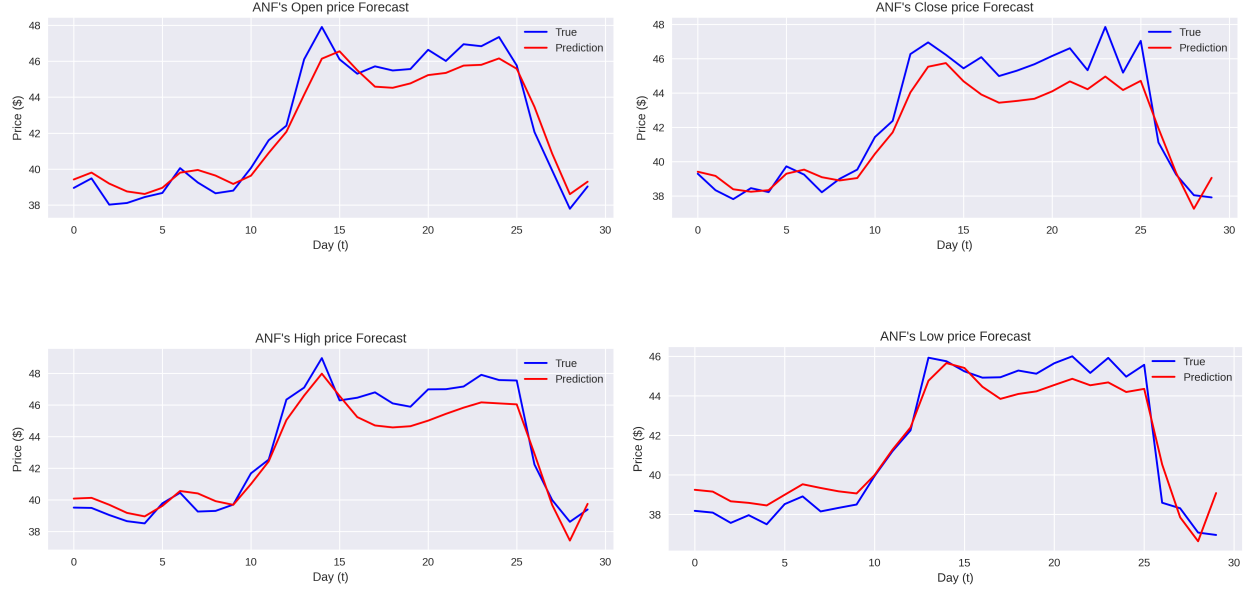 ANF's Open price Forecast
48
46
44
42
40
38
Price ($)
0 5 10 15 20 25 30
Day (t)
True
Prediction
ANF's Close price Forecast
48
46
44
42
40
38
Price ($)
0 5 10 15 20 25 30
Day (t)
True
Prediction
ANF's High price Forecast
48
46
44
42
40
38
Price ($)
0 5 10 15 20 25 30
Day (t)
True
Prediction
ANF's Low price Forecast
46
44
42
40
38
Price ($)
0 5 10 15 20 25 30
Day (t)
True
Prediction